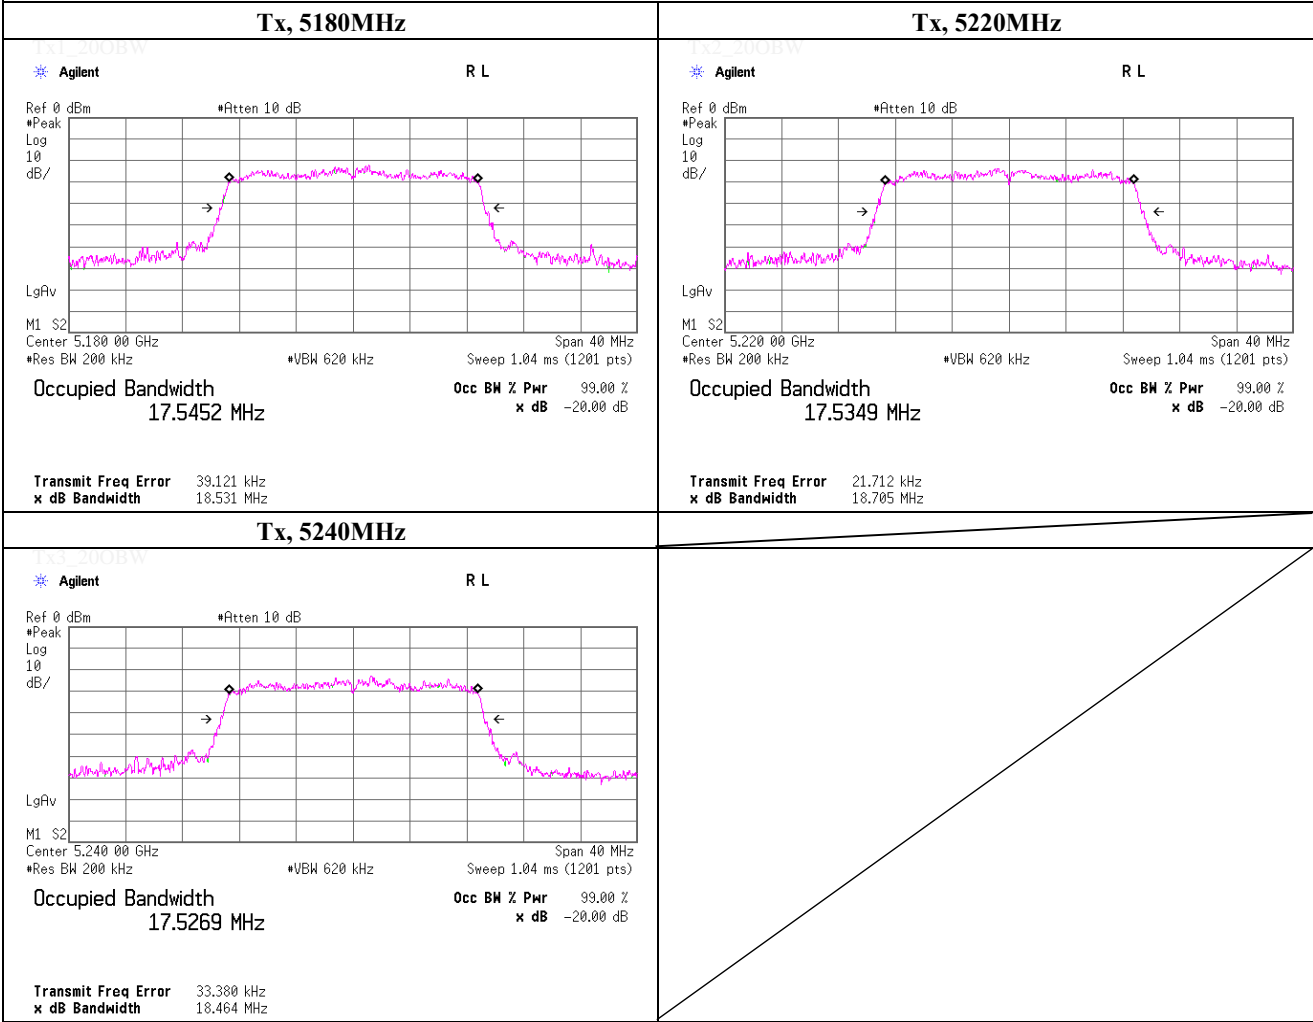 Tx, 5180MHz
Tx1_20OBW
Agilent R L
Ref 0 dBm #Atten 10 dB
#Peak
Log
10
dB/
LgAv
M1 S2
Center 5.180 00 GHz Span 40 MHz
#Res BW 200 kHz #VBW 620 kHz Sweep 1.04 ms (1201 pts)
Occupied Bandwidth Occ BW % Pwr 99.00 %
17.5452 MHz x dB -20.00 dB
Transmit Freq Error 39.121 kHz
x dB Bandwidth 18.531 MHz
Tx, 5220MHz
Tx2_20OBW
Agilent R L
Ref 0 dBm #Atten 10 dB
#Peak
Log
10
dB/
LgAv
M1 S2
Center 5.220 00 GHz Span 40 MHz
#Res BW 200 kHz #VBW 620 kHz Sweep 1.04 ms (1201 pts)
Occupied Bandwidth Occ BW % Pwr 99.00 %
17.5349 MHz x dB -20.00 dB
Transmit Freq Error 21.712 kHz
x dB Bandwidth 18.705 MHz
Tx, 5240MHz
Tx3_20OBW
Agilent R L
Ref 0 dBm #Atten 10 dB
#Peak
Log
10
dB/
LgAv
M1 S2
Center 5.240 00 GHz Span 40 MHz
#Res BW 200 kHz #VBW 620 kHz Sweep 1.04 ms (1201 pts)
Occupied Bandwidth Occ BW % Pwr 99.00 %
17.5269 MHz x dB -20.00 dB
Transmit Freq Error 33.380 kHz
x dB Bandwidth 18.464 MHz